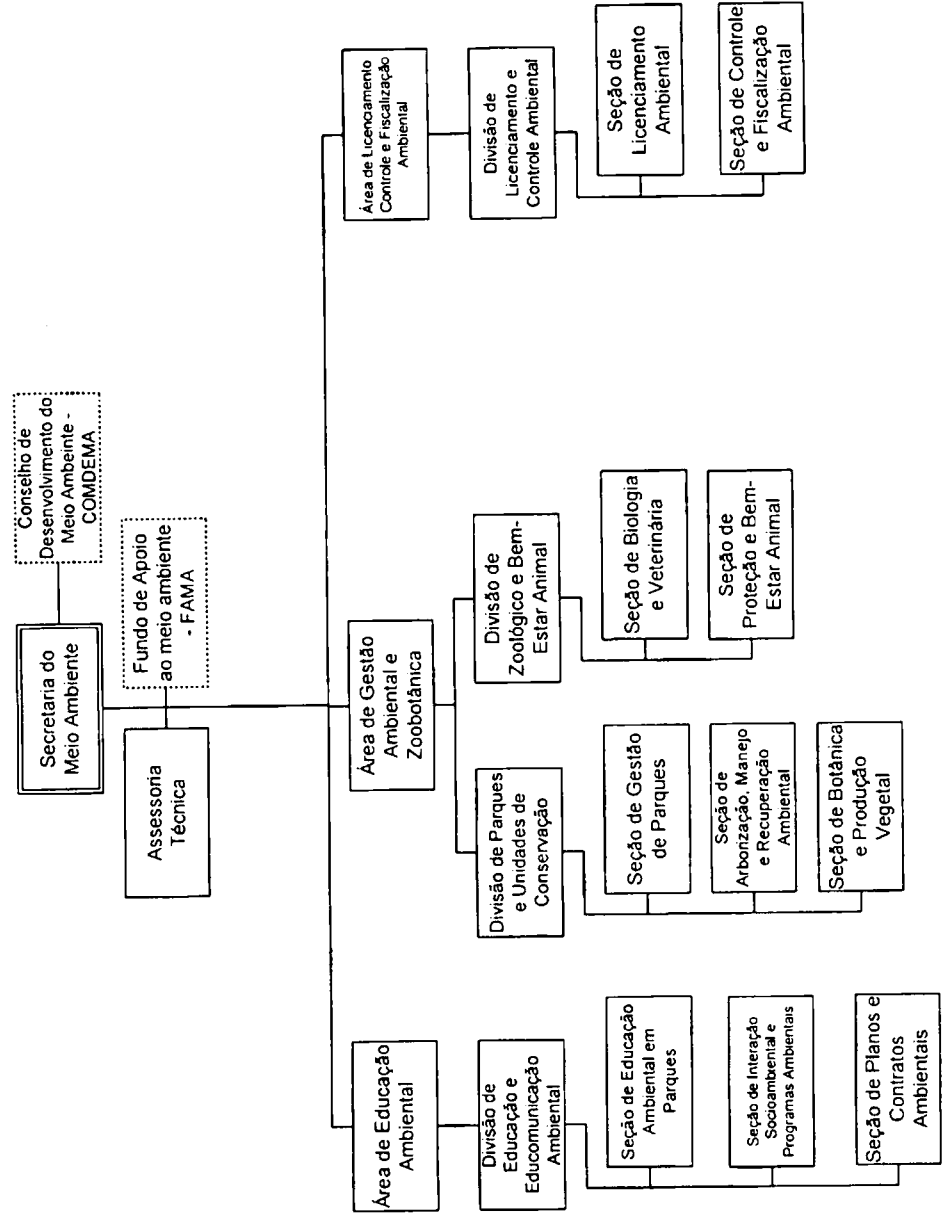 Secretaria do
Meio Ambiente
Conselho de
Desenvolvimento do
Meio Ambeinte -
COMDEMA
Assessoria
Técnica
Fundo de Apoio
ao meio ambiente
- FAMA
Área de Educação
Ambiental
Divisão de
Educação e
Educomunicação
Ambiental
Seção de Educação
Ambiental em
Parques
Seção de Interação
Socioambiental e
Programas Ambientais
Seção de Planos e
Contratos
Ambientais
Área de Gestão
Ambiental e
Zoobotânica
Divisão de Parques
e Unidades de
Conservação
Seção de Gestão
de Parques
Seção de
Arborização, Manejo
e Recuperação
Ambiental
Seção de Botânica
e Produção
Vegetal
Divisão de
Zoológico e Bem-
Estar Animal
Seção de Biologia
e Veterinária
Seção de
Proteção e Bem-
Estar Animal
Área de Licenciamento
Controle e Fiscalização
Ambiental
Divisão de
Licenciamento e
Controle Ambiental
Seção de
Licenciamento
Ambiental
Seção de Controle
e Fiscalização
Ambiental